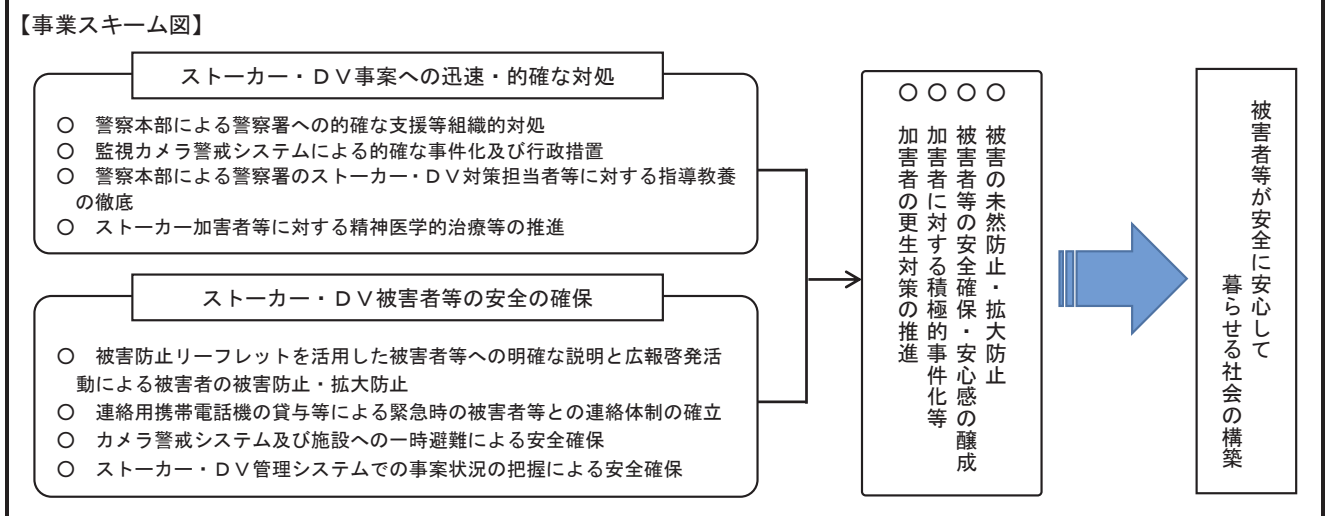 【事業スキーム図】
ストーカー・ＤＶ事案への迅速・的確な対処
○　警察本部による警察署への的確な支援等組織的対処
○　監視カメラ警戒システムによる的確な事件化及び行政措置
○　警察本部による警察署のストーカー・ＤＶ対策担当者等に対する指導教養
の徹底
○　ストーカー加害者等に対する精神医学的治療等の推進
ストーカー・ＤＶ被害者等の安全の確保
○　被害防止リーフレットを活用した被害者等への明確な説明と広報啓発活
動による被害者の被害防止・拡大防止
○　連絡用携帯電話機の貸与等による緊急時の被害者等との連絡体制の確立
○　カメラ警戒システム及び施設への一時避難による安全確保
○　ストーカー・ＤＶ管理システムでの事案状況の把握による安全確保
○　被害の未然防止・拡大防止
○　被害者等の安全確保・安心感の醸成
○　加害者に対する積極的事件化等
○　加害者の更生対策の推進
被害者等が安全に安心して
暮らせる社会の構築